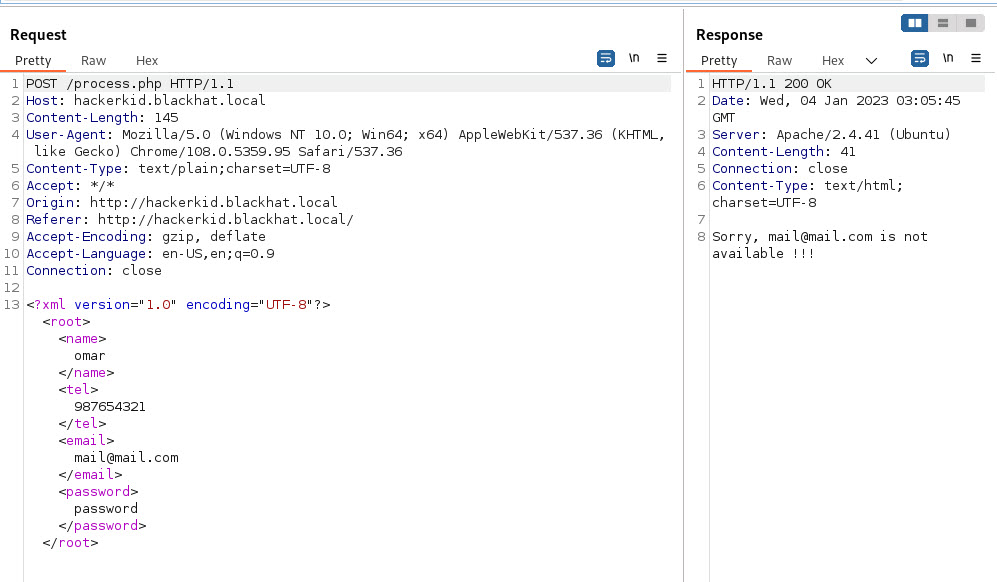 Request
Pretty Raw Hex \n
1 POST /process.php HTTP/1.1
2 Host: hackerkid.blackhat.local
3 Content-Length: 145
4 User-Agent: Mozilla/5.0 (Windows NT 10.0; Win64; x64) AppleWebKit/537.36 (KHTML,
like Gecko) Chrome/108.0.5359.95 Safari/537.36
5 Content-Type: text/plain;charset=UTF-8
6 Accept: */*
7 Origin: http://hackerkid.blackhat.local
8 Referer: http://hackerkid.blackhat.local/
9 Accept-Encoding: gzip, deflate
10 Accept-Language: en-US,en;q=0.9
11 Connection: close
12
13 <?xml version="1.0" encoding="UTF-8"?>
<root>
<name>
omar
</name>
<tel>
987654321
</tel>
<email>
mail@mail.com
</email>
<password>
password
</password>
</root>
Response
Pretty Raw Hex \n
1 HTTP/1.1 200 OK
2 Date: Wed, 04 Jan 2023 03:05:45
GMT
3 Server: Apache/2.4.41 (Ubuntu)
4 Content-Length: 41
5 Connection: close
6 Content-Type: text/html;
charset=UTF-8
7
8 Sorry, mail@mail.com is not
available !!!